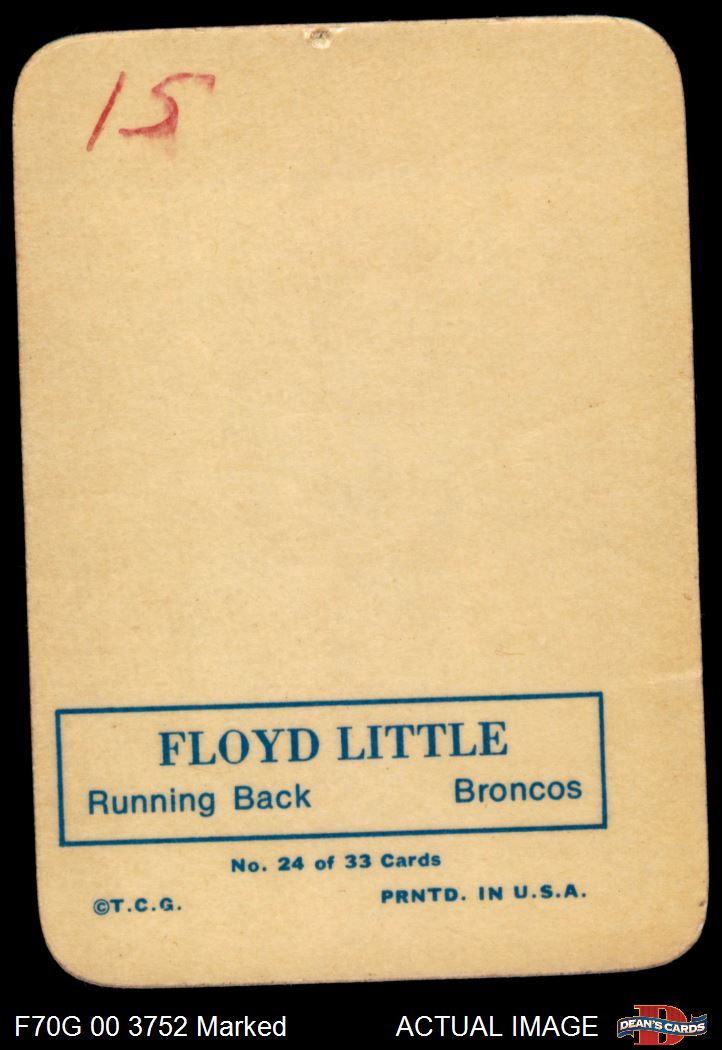 15
FLOYD LITTLE
Running Back Broncos
No. 24 of 33 Cards
©T.C.G. PRNTD. IN U.S.A.
F70G 00 3752 Marked ACTUAL IMAGE DEAN'S CARDS